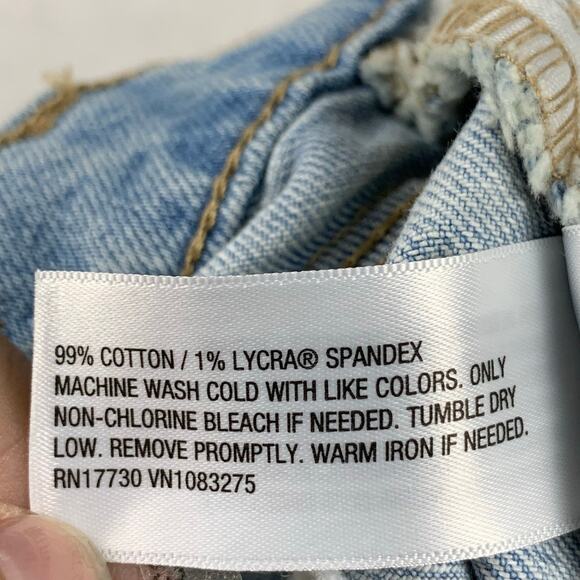 99% COTTON / 1% LYCRA® SPANDEX
MACHINE WASH COLD WITH LIKE COLORS. ONLY
NON-CHLORINE BLEACH IF NEEDED. TUMBLE DRY
LOW. REMOVE PROMPTLY. WARM IRON IF NEEDED.
RN17730 VN1083275